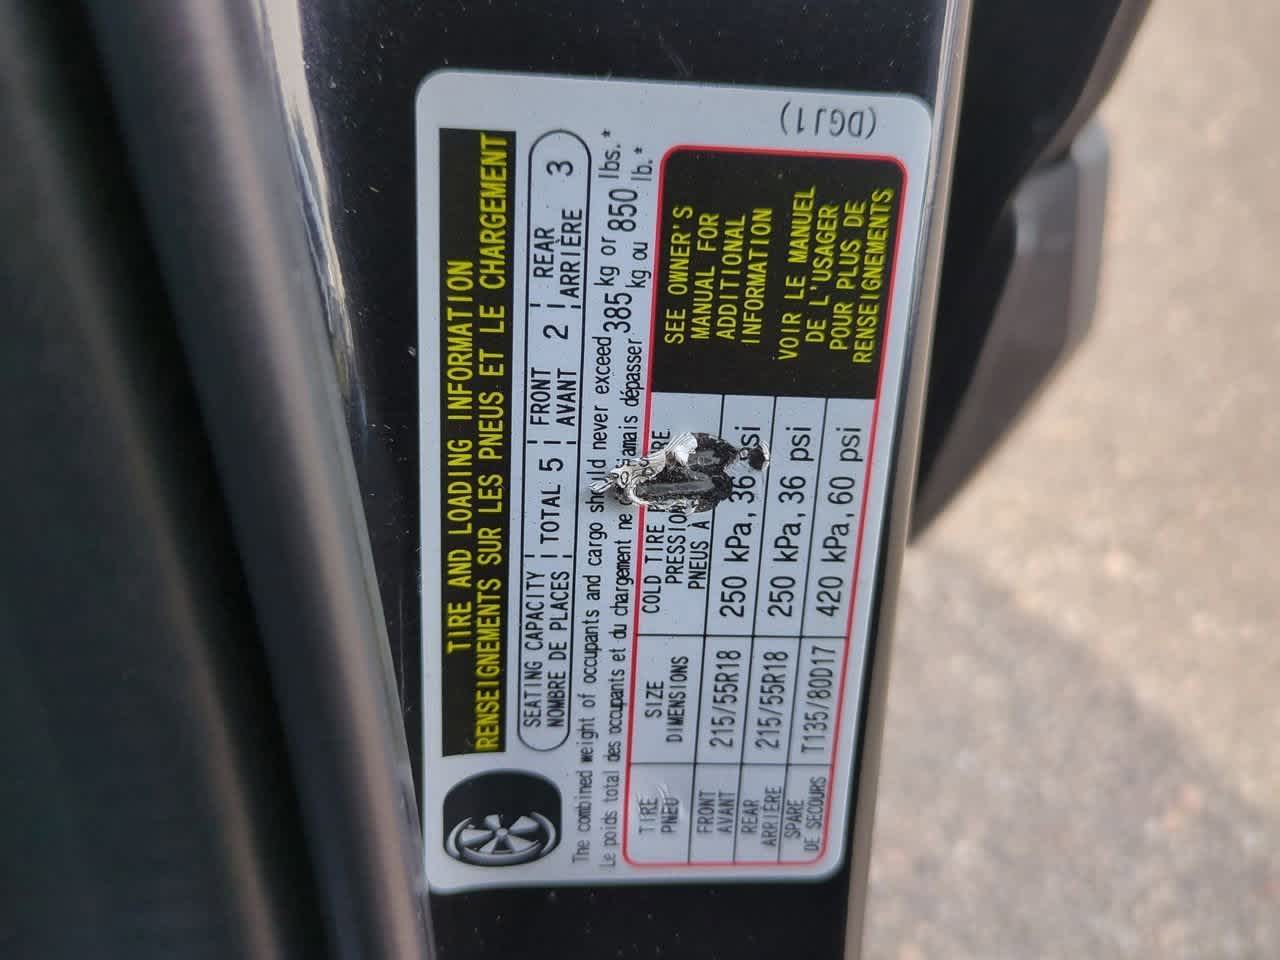 TIRE AND LOADING INFORMATION
RENSEIGNEMENTS SUR LES PNEUS ET LE CHARGEMENT
SEATING CAPACITY TOTAL 5 FRONT 2 REAR 3
NOMBRE DE PLACES AVANT ARRIÈRE
The combined weight of occupants and cargo should never exceed 385 kg or 850 lbs.*
Le poids total des occupants et du chargement ne jamais dépasser kg ou lb.*
TIRE SIZE COLD TIRE
PNEU DIMENSIONS PRESSION
PNEUS A
FRONT 215/55R18 250 kPa, 36 psi
AVANT
REAR 215/55R18 250 kPa, 36 psi
ARRIÈRE
SPARE T135/80D17 420 kPa, 60 psi
DE SECOURS
SEE OWNER'S
MANUAL FOR
ADDITIONAL
INFORMATION
VOIR LE MANUEL
DE L'USAGER
POUR PLUS DE
RENSEIGNEMENTS
(DGJ1)